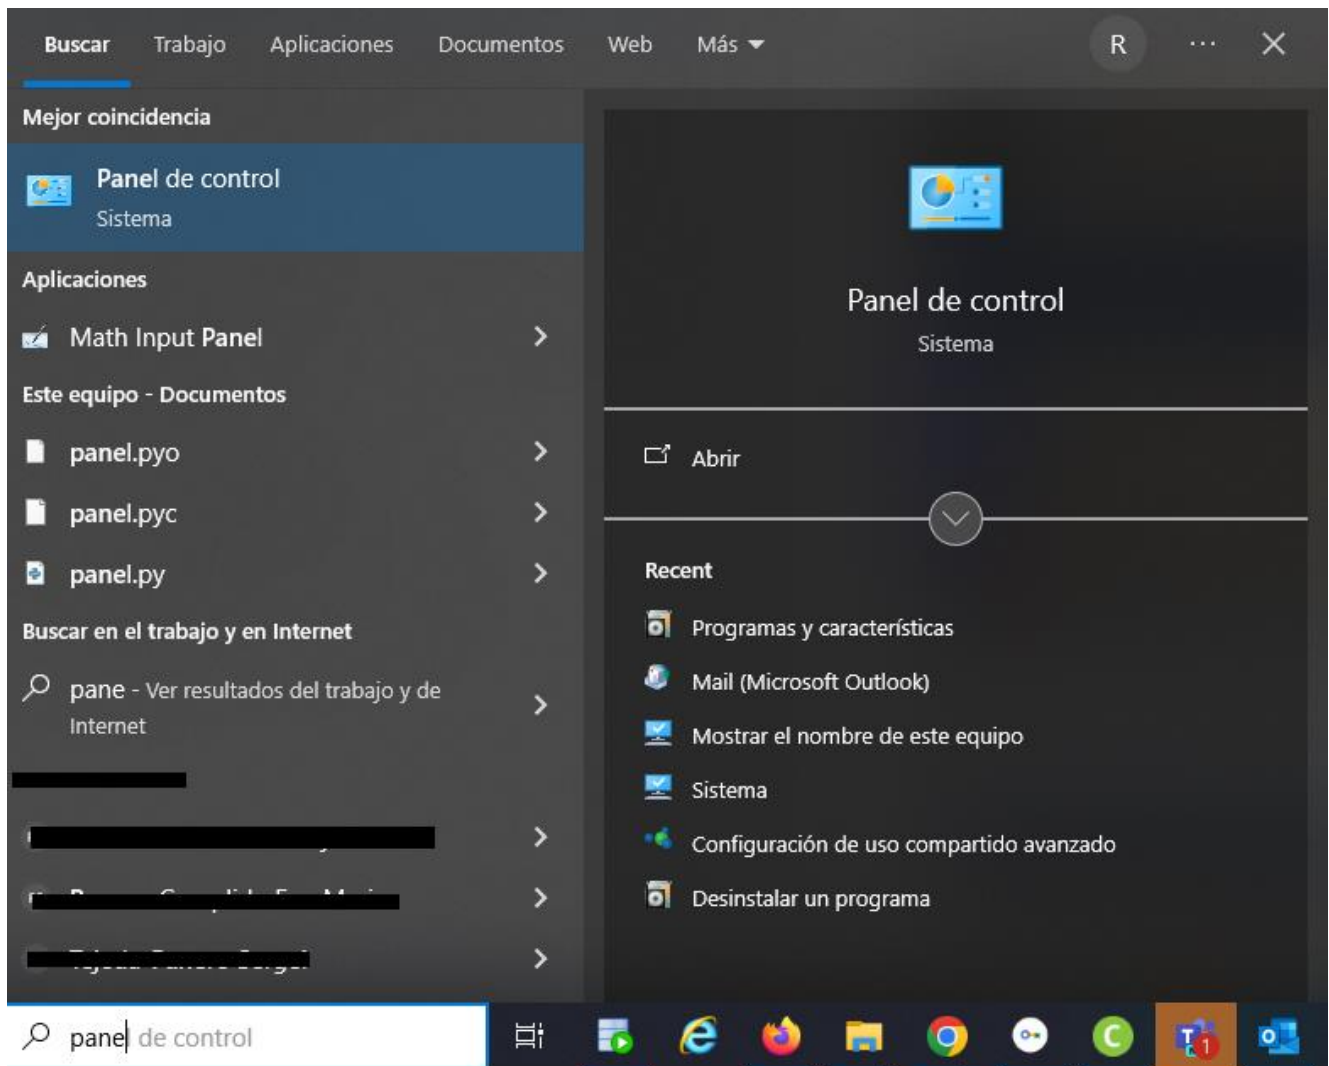 Buscar Trabajo Aplicaciones Documentos Web Más R
Mejor coincidencia
Panel de control
Sistema
Aplicaciones
Math Input Panel
Este equipo - Documentos
panel.pyo
panel.pyc
panel.py
Buscar en el trabajo y en Internet
pane - Ver resultados del trabajo y de
Internet
Panel de control
Sistema
Abrir
Recent
Programas y características
Mail (Microsoft Outlook)
Mostrar el nombre de este equipo
Sistema
Configuración de uso compartido avanzado
Desinstalar un programa
panel de control
C
1